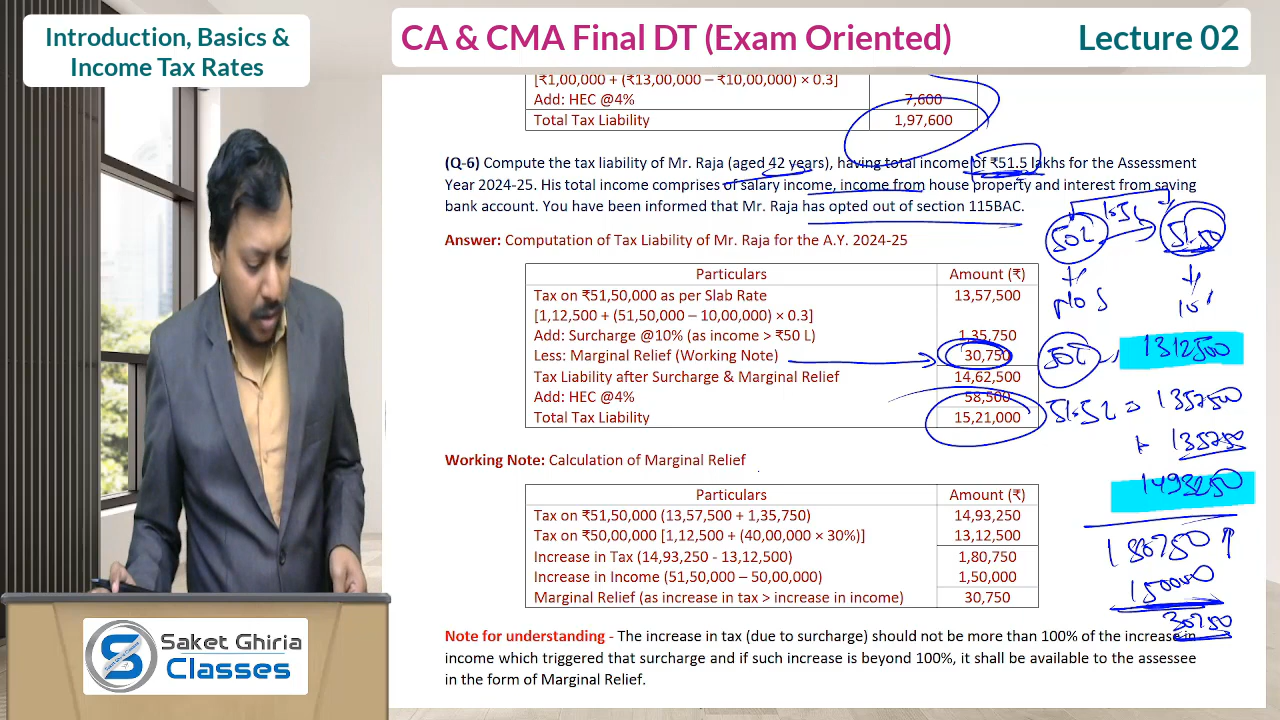 Introduction, Basics &
Income Tax Rates
CA & CMA Final DT (Exam Oriented)
Lecture 02
[₹1,00,000 + (₹13,00,000 – ₹10,00,000) × 0.3]
Add: HEC @4% 7,600
Total Tax Liability 1,97,600
(Q-6) Compute the tax liability of Mr. Raja (aged 42 years), having total income of ₹51.5 lakhs for the Assessment
Year 2024-25. His total income comprises of salary income, income from house property and interest from saving
bank account. You have been informed that Mr. Raja has opted out of section 115BAC.
Answer: Computation of Tax Liability of Mr. Raja for the A.Y. 2024-25
Particulars Amount (₹)
Tax on ₹51,50,000 as per Slab Rate 13,57,500
[1,12,500 + (51,50,000 – 10,00,000) × 0.3]
Add: Surcharge @10% (as income > ₹50 L) 1,35,750
Less: Marginal Relief (Working Note) 30,750
Tax Liability after Surcharge & Marginal Relief 14,62,500
Add: HEC @4% 58,500
Total Tax Liability 15,21,000
Working Note: Calculation of Marginal Relief
Particulars Amount (₹)
Tax on ₹51,50,000 (13,57,500 + 1,35,750) 14,93,250
Tax on ₹50,00,000 [1,12,500 + (40,00,000 × 30%)] 13,12,500
Increase in Tax (14,93,250 - 13,12,500) 1,80,750
Increase in Income (51,50,000 – 50,00,000) 1,50,000
Marginal Relief (as increase in tax > increase in income) 30,750
Note for understanding - The increase in tax (due to surcharge) should not be more than 100% of the increase in
income which triggered that surcharge and if such increase is beyond 100%, it shall be available to the assessee
in the form of Marginal Relief.
50L
51.50
No S
1312500
1357500
+ 135750
1493250
180750
150000
30750
Saket Ghiria
Classes